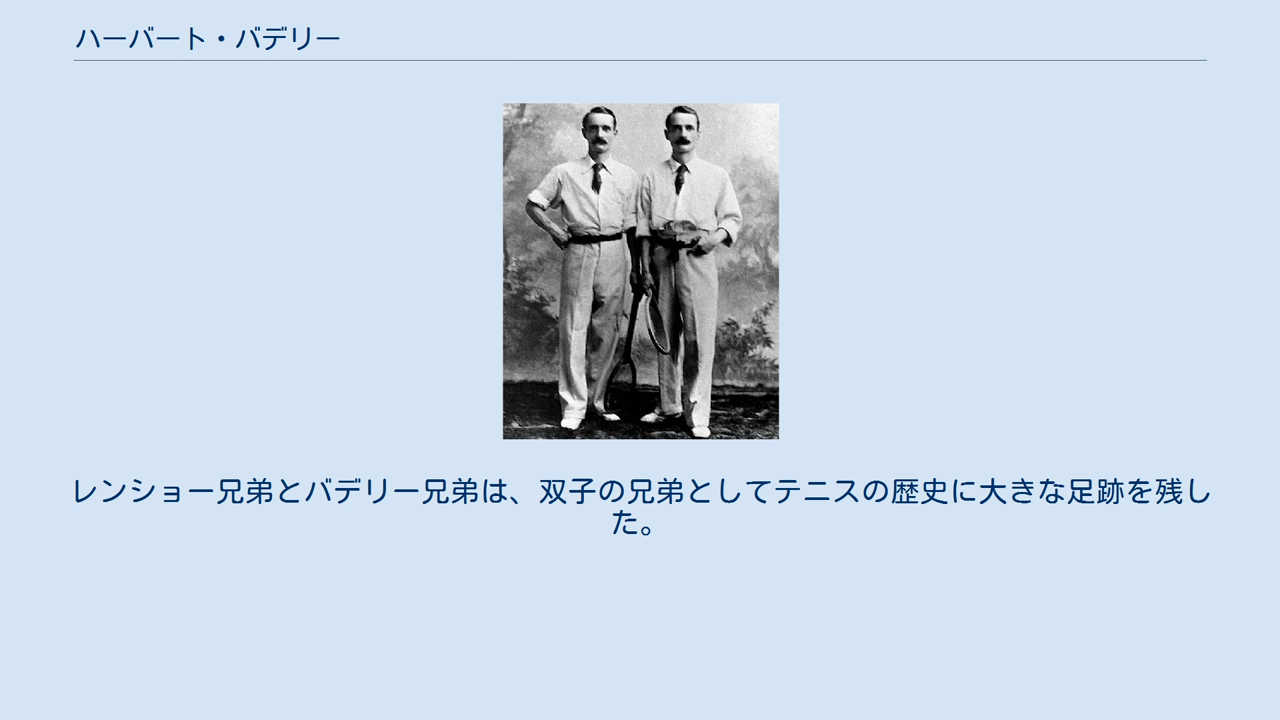 ハーバート・バデリー
レンショー兄弟とバデリー兄弟は、双子の兄弟としてテニスの歴史に大きな足跡を残し
た。